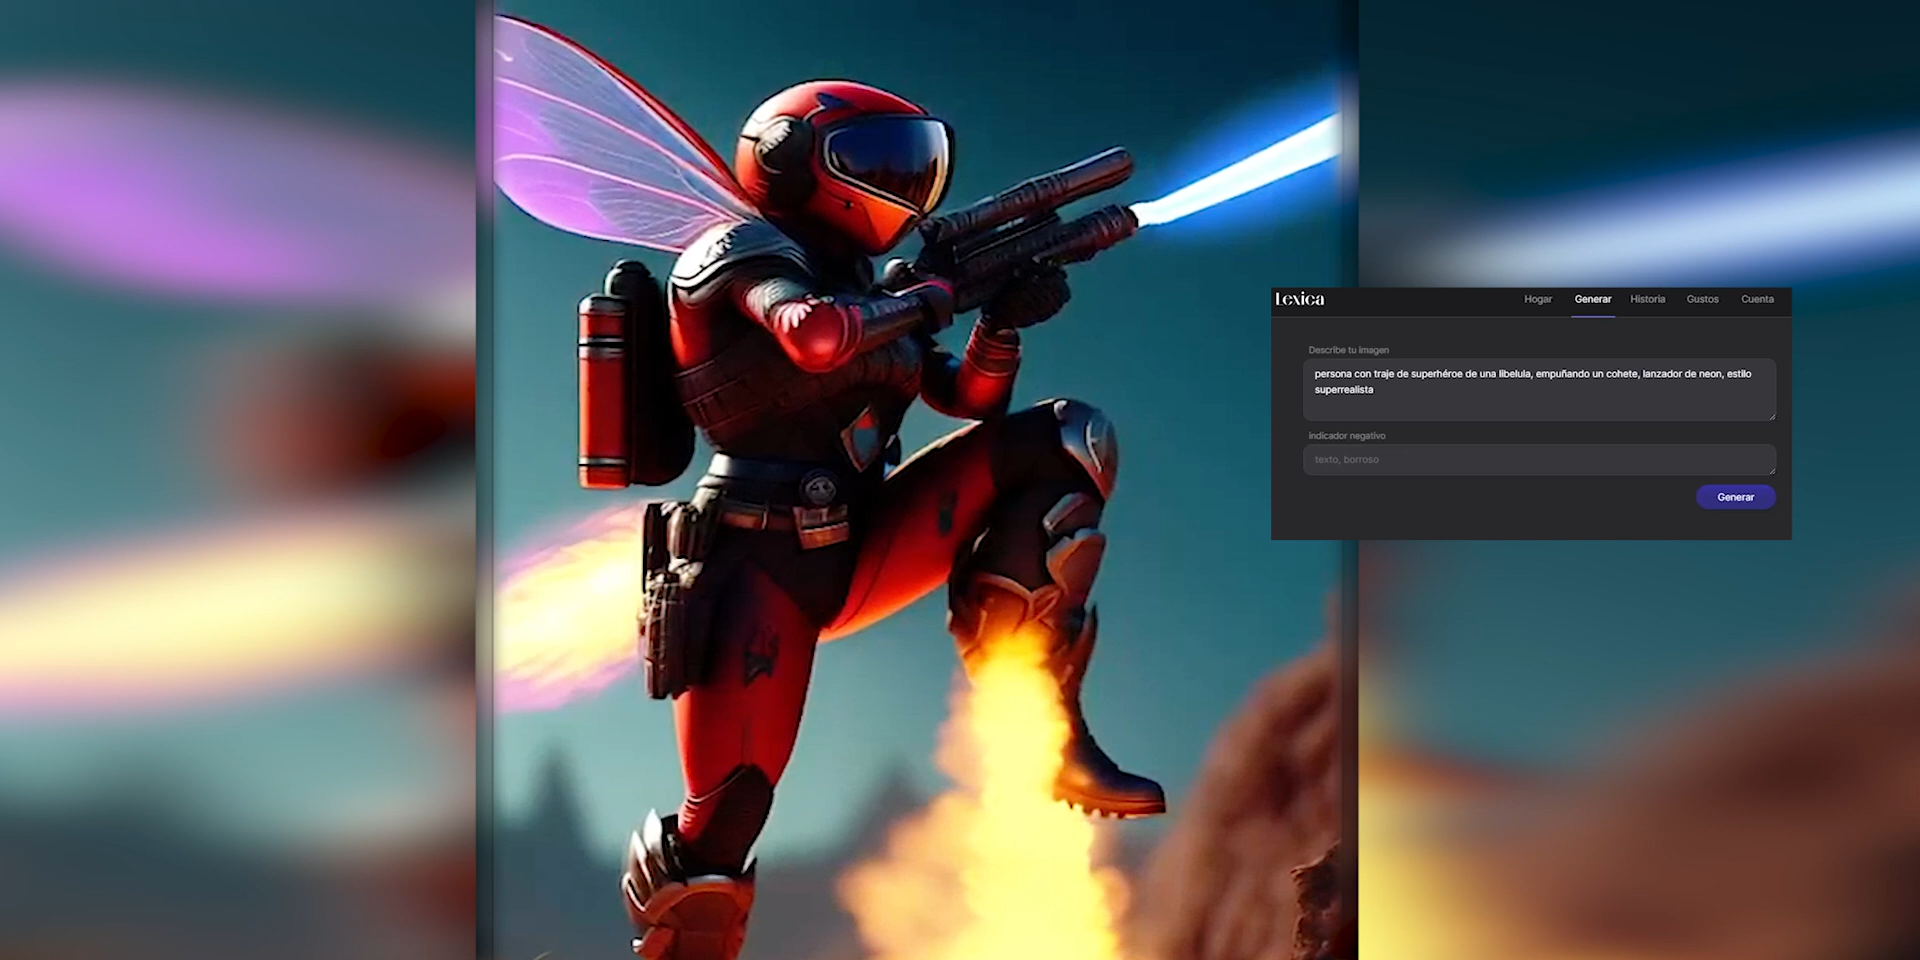 Lexica
Hogar
Generar
Historia
Gustos
Cuenta
Describe tu imagen
persona con traje de superhéroe de una libelula, empuñando un cohete, lanzador de neon, estilo
superrealista
indicador negativo
texto, borroso
Generar